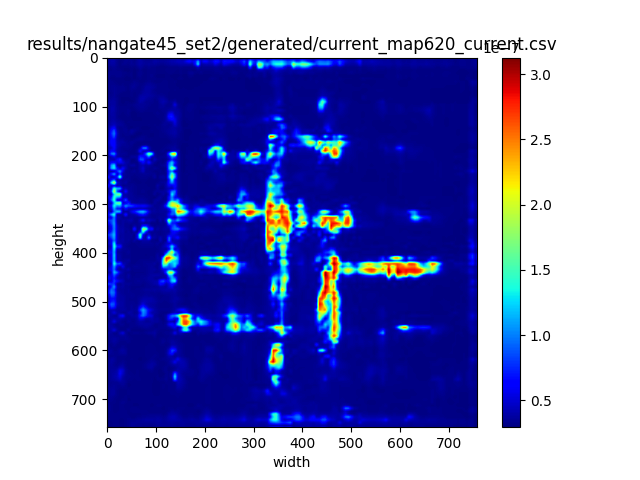 results/nangate45_set2/generated/current_map620_current.csv
1e−7
0
100
200
300
400
500
600
700
height
0 100 200 300 400 500 600 700
width
3.0
2.5
2.0
1.5
1.0
0.5